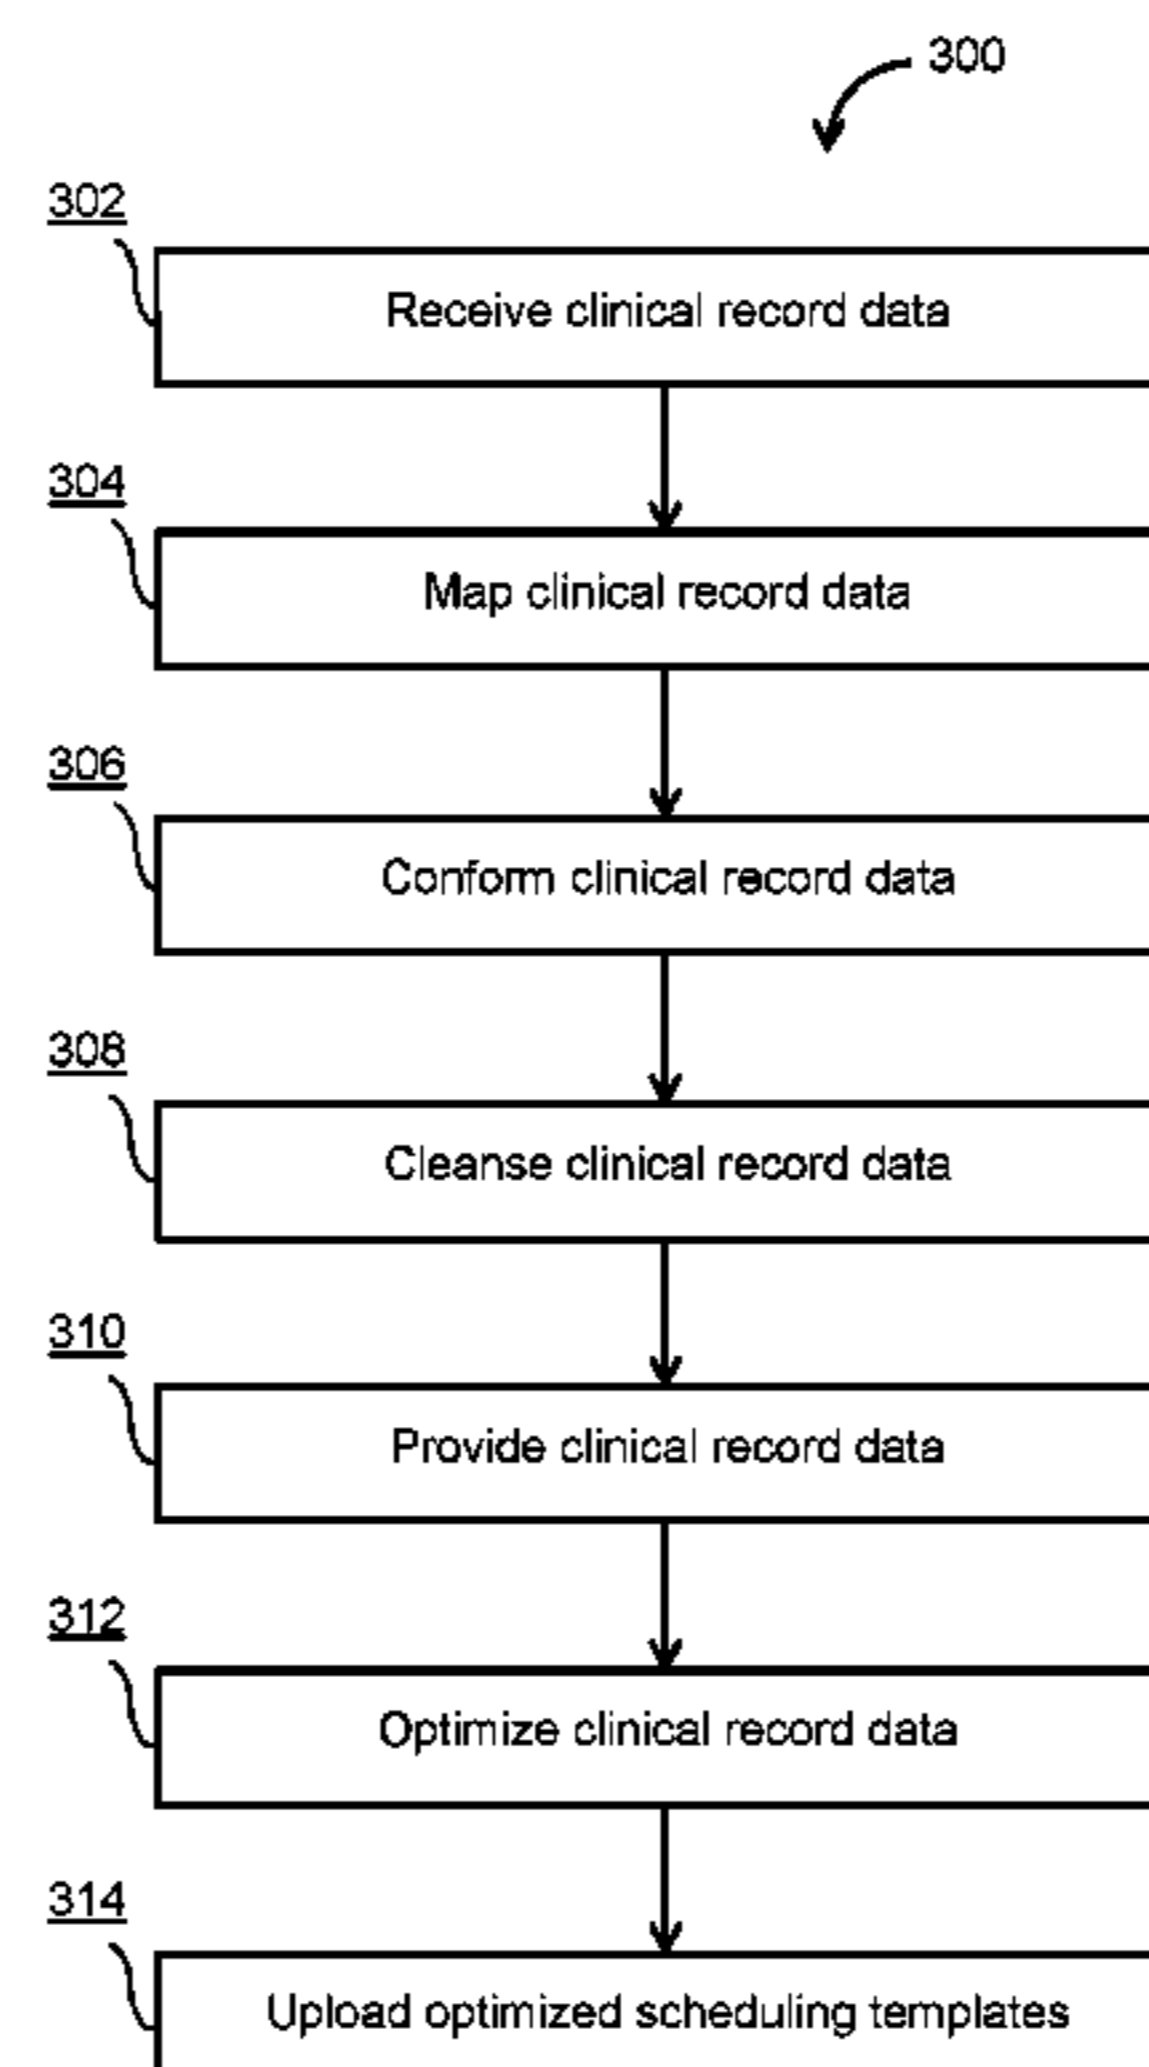 300
302
Receive clinical record data
304
Map clinical record data
306
Conform clinical record data
308
Cleanse clinical record data
310
Provide clinical record data
312
Optimize clinical record data
314
Upload optimized scheduling templates